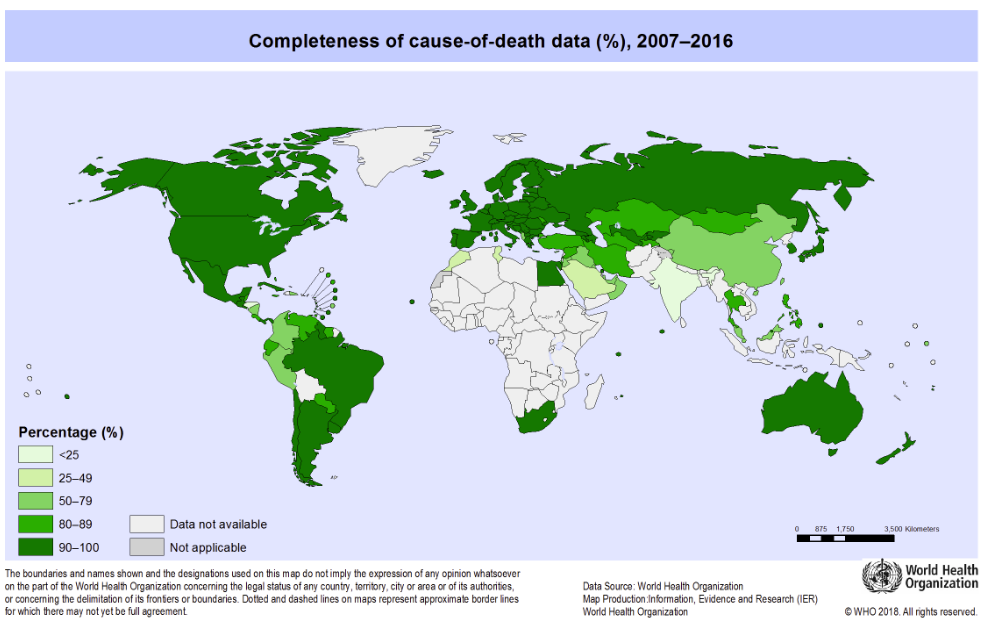 Completeness of cause-of-death data (%), 2007–2016
Percentage (%)
<25
25–49
50–79
80–89
90–100
Data not available
Not applicable
0 875 1,750 3,500 Kilometers
The boundaries and names shown and the designations used on this map do not imply the expression of any opinion whatsoever
on the part of the World Health Organization concerning the legal status of any country, territory, city or area or of its authorities,
or concerning the delimitation of its frontiers or boundaries. Dotted and dashed lines on maps represent approximate border lines
for which there may not yet be full agreement.
Data Source: World Health Organization
Map Production:Information, Evidence and Research (IER)
World Health Organization
World Health
Organization
© WHO 2018. All rights reserved.